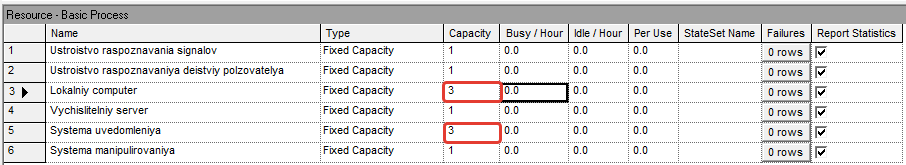 Resource - Basic Process
Name Type Capacity Busy / Hour Idle / Hour Per Use StateSet Name Failures Report Statistics
1 Ustroistvo raspoznavania signalov Fixed Capacity 1 0.0 0.0 0.0 0 rows
2 Ustroistvo raspoznavaniya deistviy polzovatelya Fixed Capacity 1 0.0 0.0 0.0 0 rows
3 Lokalniy computer Fixed Capacity 3 0.0 0.0 0.0 0 rows
4 Vychislitelniy server Fixed Capacity 1 0.0 0.0 0.0 0 rows
5 Systema uvedomleniya Fixed Capacity 3 0.0 0.0 0.0 0 rows
6 Systema manipulirovaniya Fixed Capacity 1 0.0 0.0 0.0 0 rows